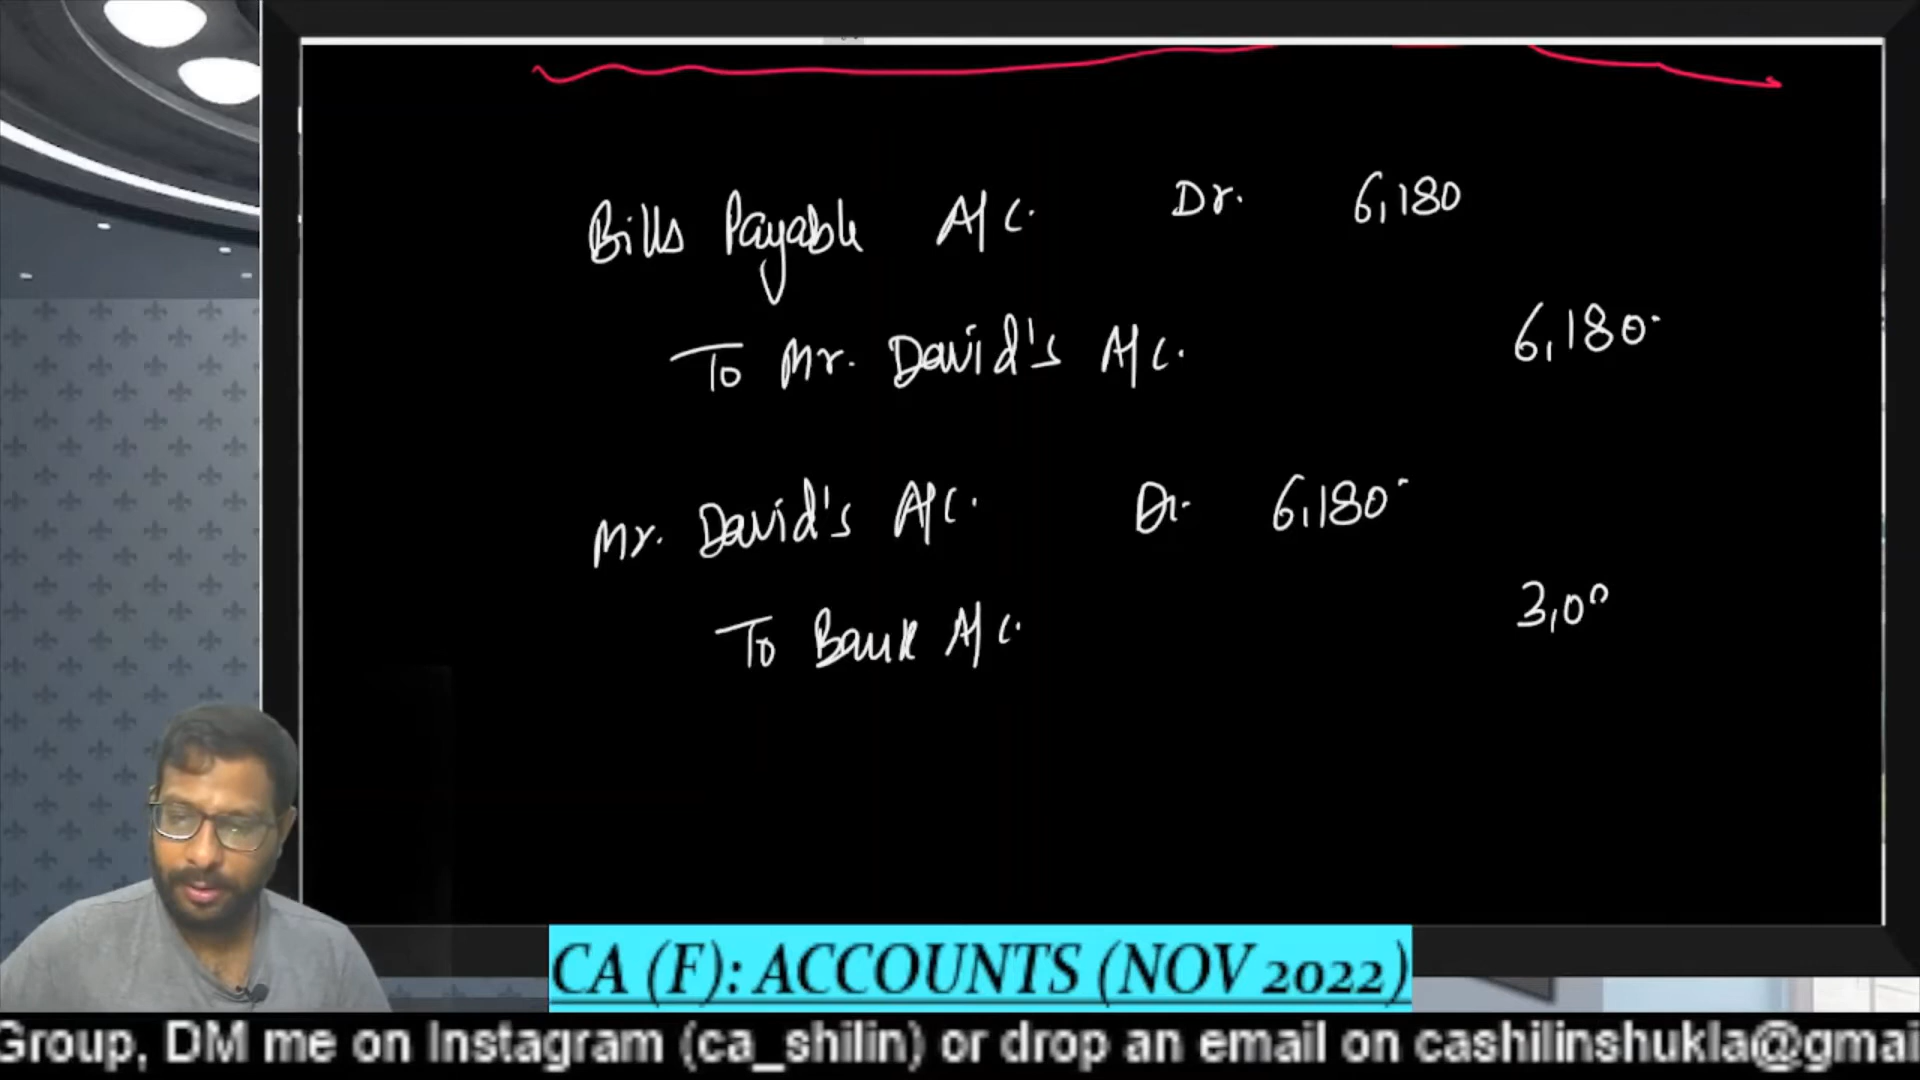 Bills Payable A/c. Dr. 6,180
To Mr. David's A/c. 6,180
Mr. David's A/c. Dr. 6,180
To Bank A/c. 3,00
CA (F): ACCOUNTS (NOV 2022)
Group, DM me on Instagram (ca_shilin) or drop an email on cashilinshukla@gmai